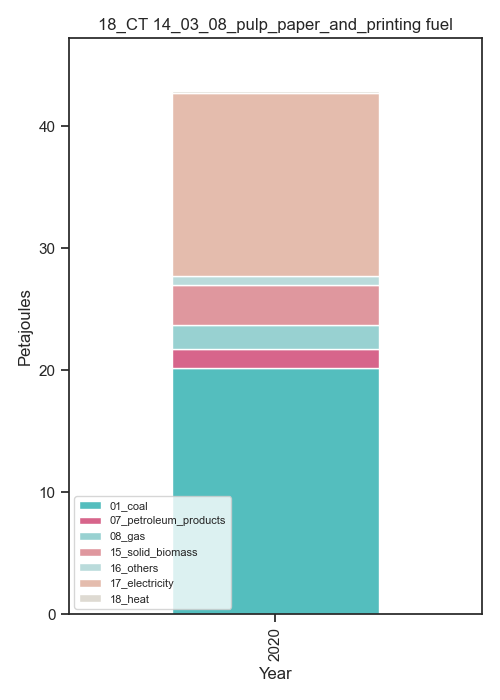 18_CT 14_03_08_pulp_paper_and_printing fuel
Petajoules
40
30
20
10
0
01_coal
07_petroleum_products
08_gas
15_solid_biomass
16_others
17_electricity
18_heat
2020
Year